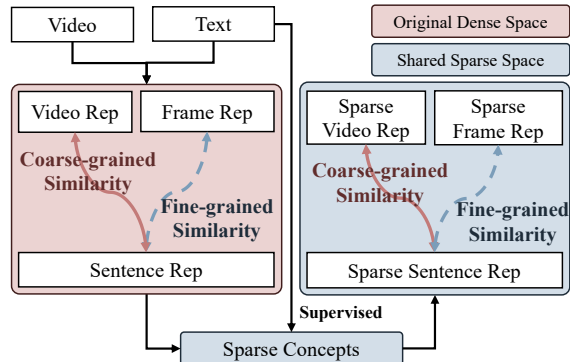 Video
Text
Original Dense Space
Shared Sparse Space
Video Rep
Frame Rep
Coarse-grained
Similarity
Fine-grained
Similarity
Sentence Rep
Sparse
Video Rep
Sparse
Frame Rep
Coarse-grained
Similarity
Fine-grained
Similarity
Sparse Sentence Rep
Supervised
Sparse Concepts